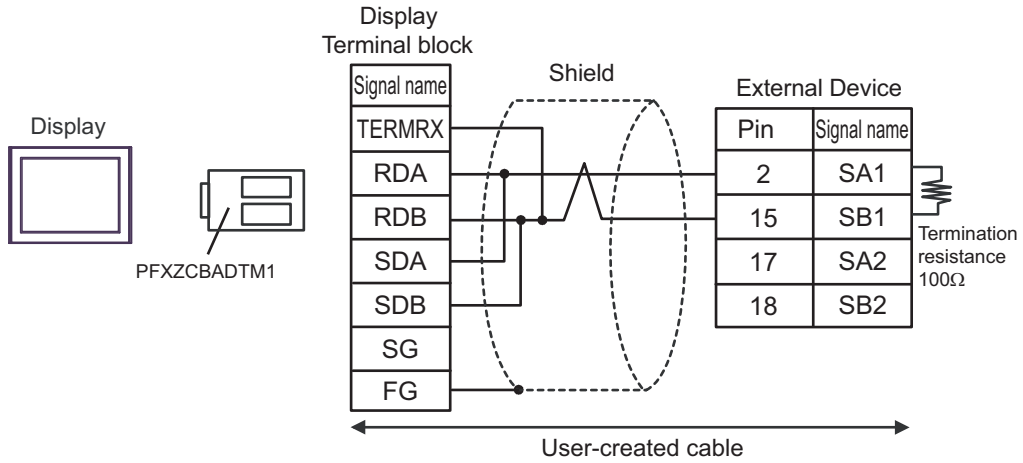 Display
Terminal block
Display
PFXZCBADTM1
Signal name
TERMRX
RDA
RDB
SDA
SDB
SG
FG
Shield
External Device
Pin Signal name
2 SA1
15 SB1
17 SA2
18 SB2
Termination
resistance
100Ω
User-created cable